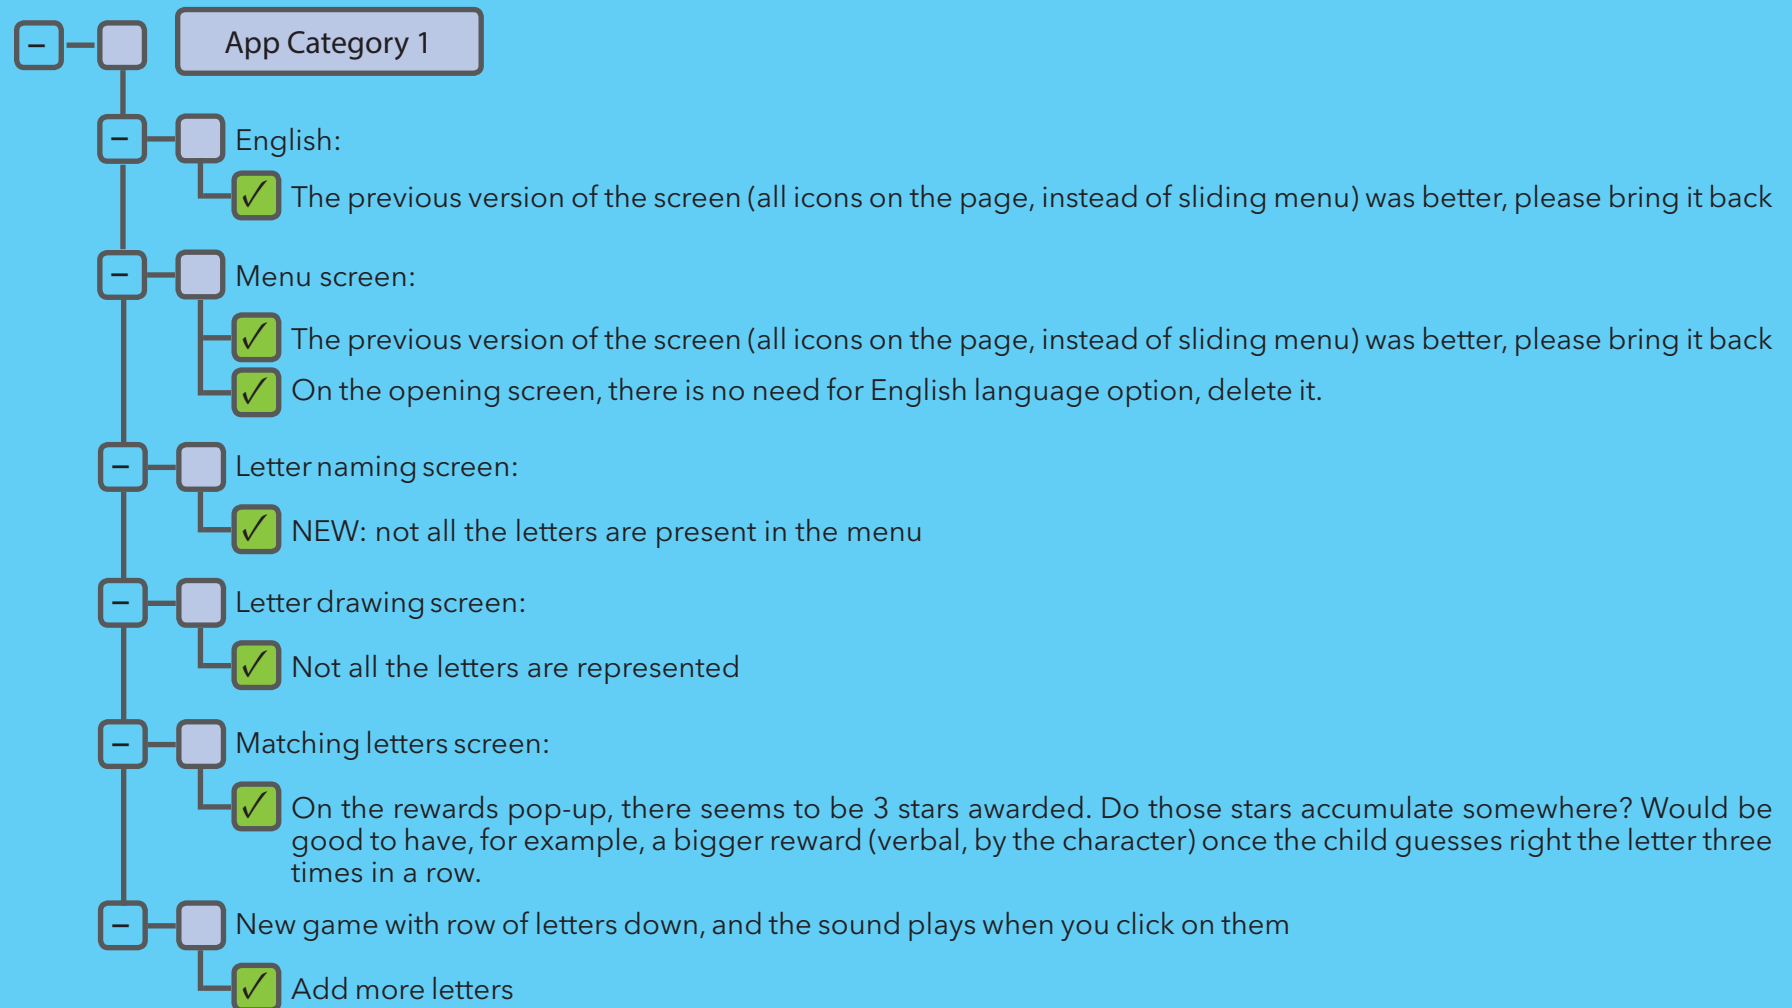 App Category 1
English:
The previous version of the screen (all icons on the page, instead of sliding menu) was better, please bring it back
Menu screen:
The previous version of the screen (all icons on the page, instead of sliding menu) was better, please bring it back
On the opening screen, there is no need for English language option, delete it.
Letter naming screen:
NEW: not all the letters are present in the menu
Letter drawing screen:
Not all the letters are represented
Matching letters screen:
On the rewards pop-up, there seems to be 3 stars awarded. Do those stars accumulate somewhere? Would be
good to have, for example, a bigger reward (verbal, by the character) once the child guesses right the letter three
times in a row.
New game with row of letters down, and the sound plays when you click on them
Add more letters